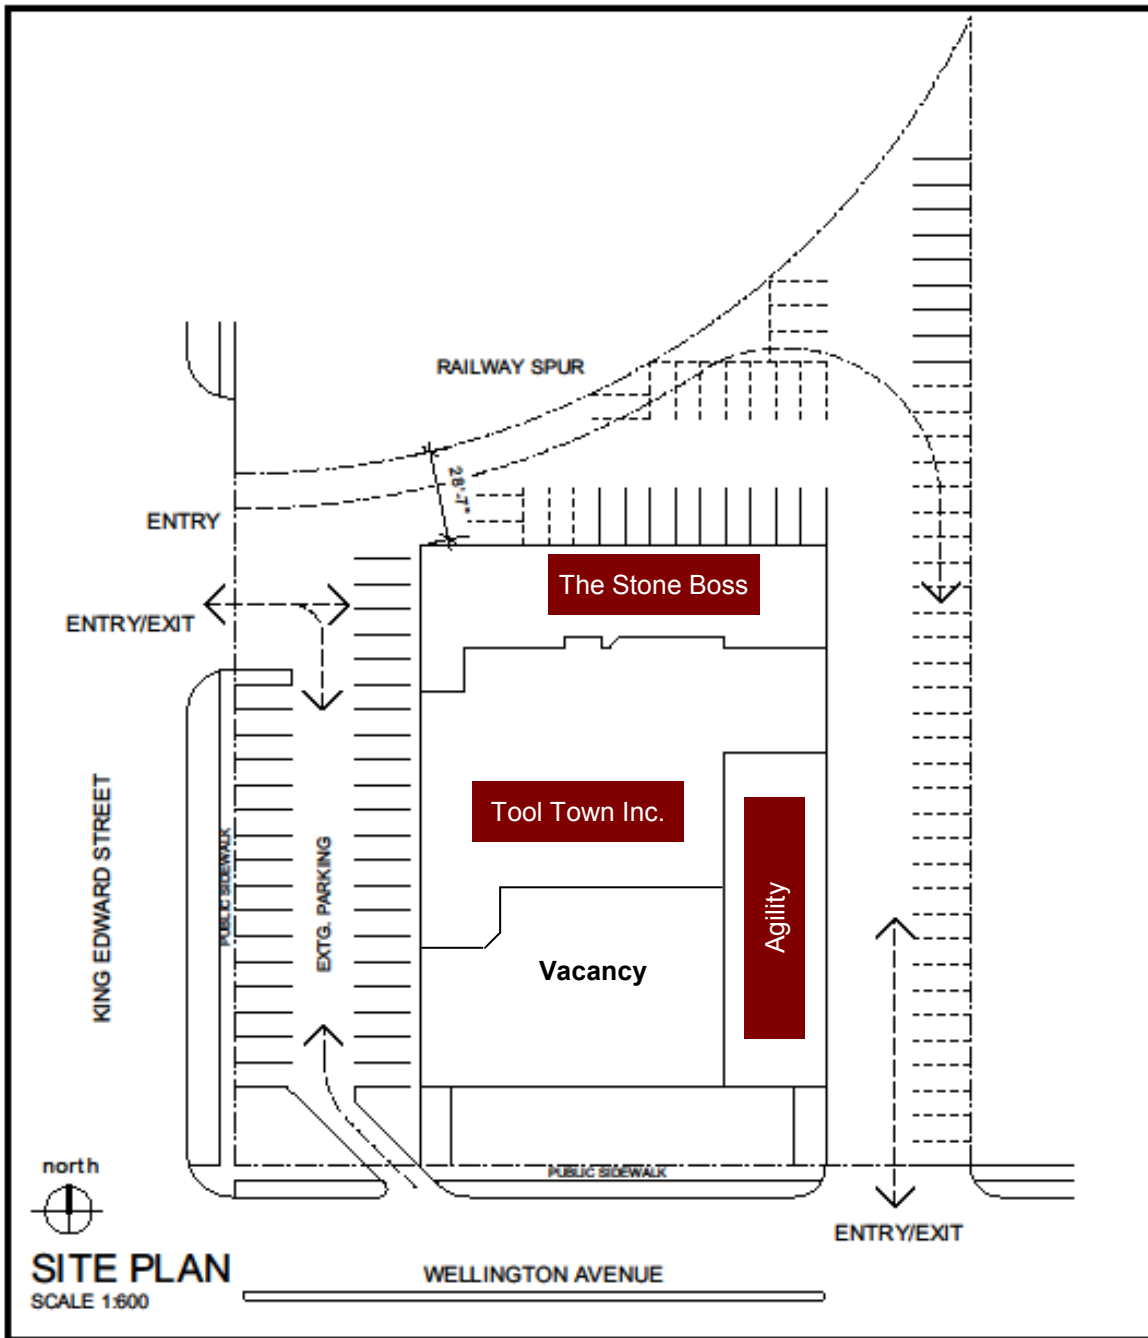 RAILWAY SPUR
28'-7"
ENTRY
The Stone Boss
ENTRY/EXIT
Tool Town Inc.
KING EDWARD STREET
PUBLIC SIDEWALK
EXTG. PARKING
Agility
Vacancy
north
PUBLIC SIDEWALK
ENTRY/EXIT
SITE PLAN
SCALE 1:600
WELLINGTON AVENUE